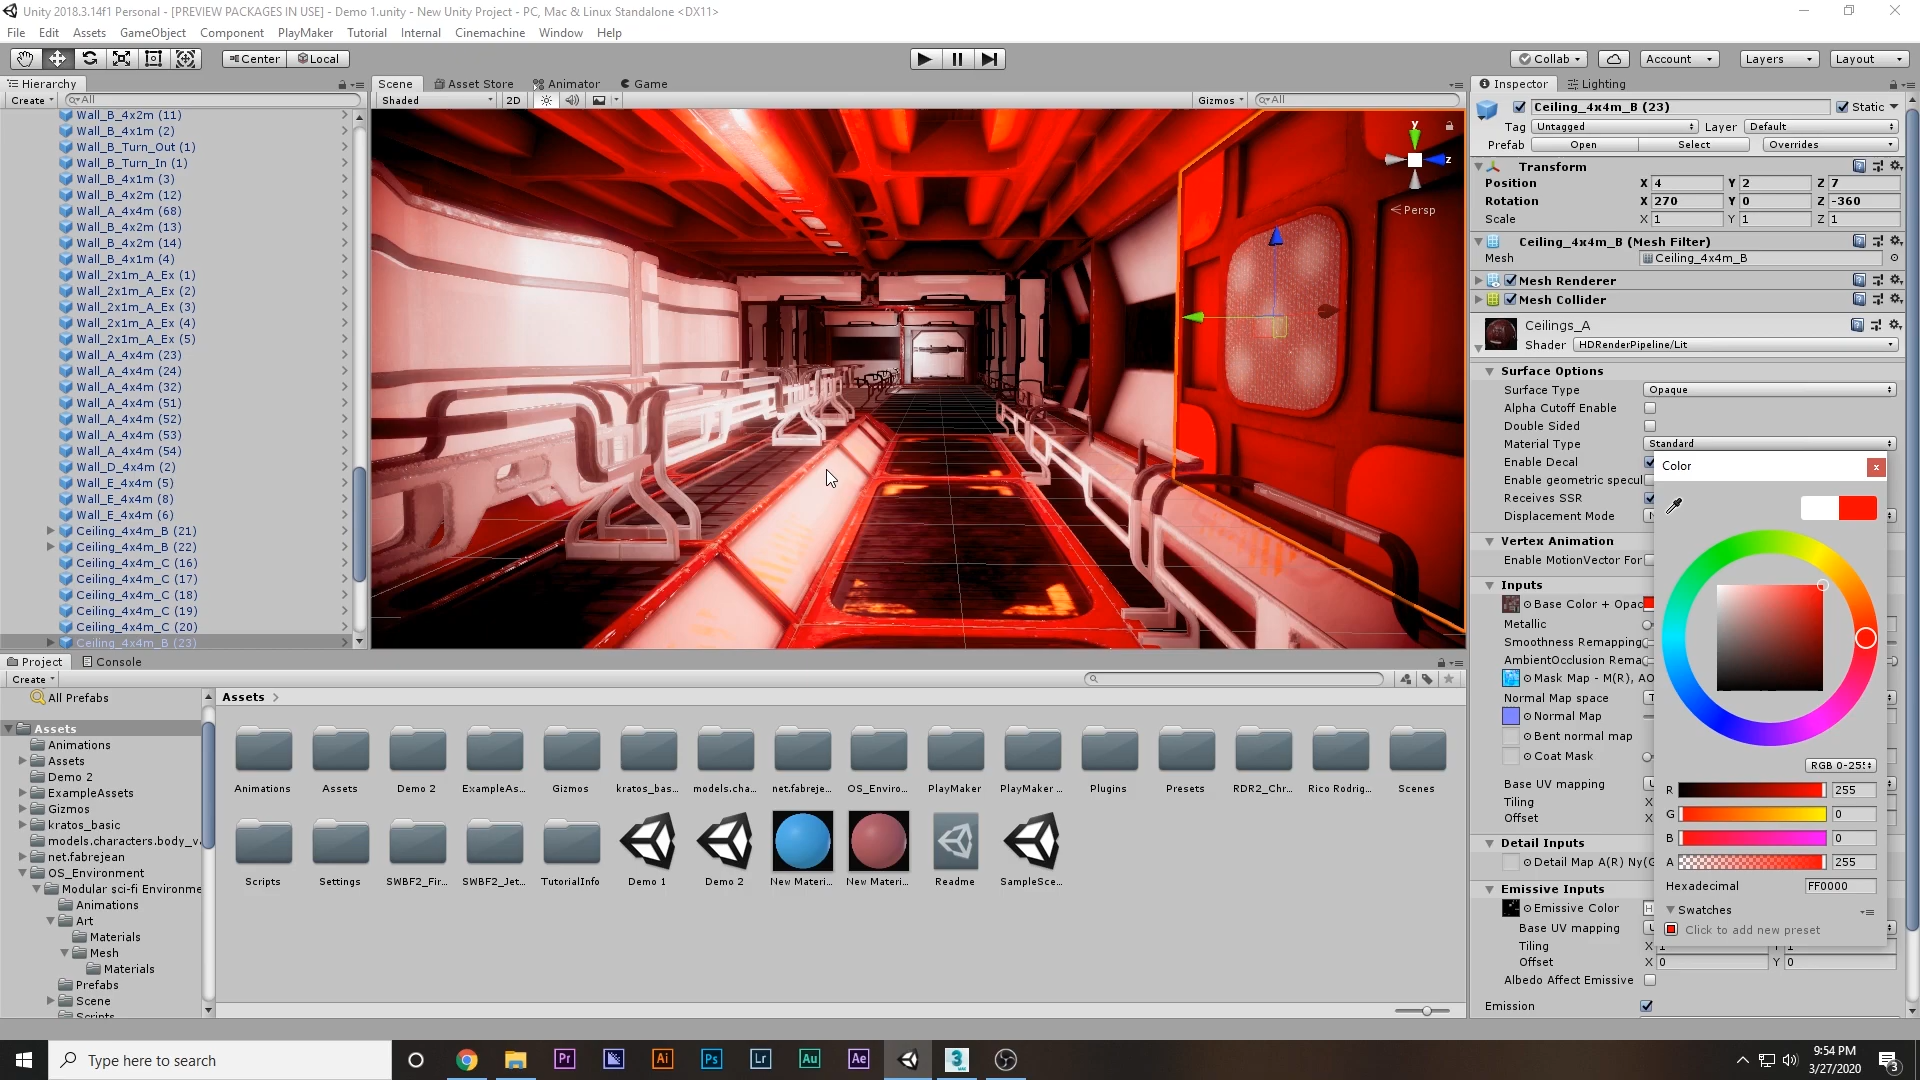 Unity 2018.3.14f1 Personal - [PREVIEW PACKAGES IN USE] - Demo 1.unity - New Unity Project - PC, Mac & Linux Standalone <DX11>
File Edit Assets GameObject Component PlayMaker Tutorial Internal Cinemachine Window Help
Center Local Collab Account Layers Layout
Hierarchy
Create All
Wall_B_4x2m (11)
Wall_B_4x1m (2)
Wall_B_Turn_Out (1)
Wall_B_Turn_In (1)
Wall_B_4x1m (3)
Wall_B_4x2m (12)
Wall_A_4x4m (68)
Wall_B_4x2m (13)
Wall_B_4x2m (14)
Wall_B_4x1m (4)
Wall_2x1m_A_Ex (1)
Wall_2x1m_A_Ex (2)
Wall_2x1m_A_Ex (3)
Wall_2x1m_A_Ex (4)
Wall_2x1m_A_Ex (5)
Wall_A_4x4m (23)
Wall_A_4x4m (24)
Wall_A_4x4m (32)
Wall_A_4x4m (51)
Wall_A_4x4m (52)
Wall_A_4x4m (53)
Wall_A_4x4m (54)
Wall_D_4x4m (2)
Wall_E_4x4m (5)
Wall_E_4x4m (8)
Wall_E_4x4m (6)
Ceiling_4x4m_B (21)
Ceiling_4x4m_B (22)
Ceiling_4x4m_C (16)
Ceiling_4x4m_C (17)
Ceiling_4x4m_C (18)
Ceiling_4x4m_C (19)
Ceiling_4x4m_C (20)
Ceiling_4x4m_B (23)
Scene Asset Store Animator Game
Shaded 2D Gizmos All
y
z
Persp
Inspector Lighting
Ceiling_4x4m_B (23) Static
Tag Untagged Layer Default
Prefab Open Select Overrides
Transform
Position X 4 Y 2 Z 7
Rotation X 270 Y 0 Z -360
Scale X 1 Y 1 Z 1
Ceiling_4x4m_B (Mesh Filter)
Mesh Ceiling_4x4m_B
Mesh Renderer
Mesh Collider
Ceilings_A
Shader HDRenderPipeline/Lit
Surface Options
Surface Type Opaque
Alpha Cutoff Enable
Double Sided
Material Type Standard
Enable Decal
Enable geometric specul
Receives SSR
Displacement Mode
Vertex Animation
Enable MotionVector For
Inputs
Base Color + Opac
Metallic
Smoothness Remapping
AmbientOcclusion Rema
Mask Map - M(R), AO
Normal Map space
Normal Map
Bent normal map
Coat Mask
Base UV mapping
Tiling X
Offset X
Detail Inputs
Detail Map A(R) Ny(G
Emissive Inputs
Emissive Color
Base UV mapping
Tiling X 1 Y 1
Offset X 0 Y 0
Albedo Affect Emissive
Emission
Color x
RGB 0-255
R 255
G 0
B 0
A 255
Hexadecimal FF0000
Swatches
Click to add new preset
Project Console
Create
All Prefabs
Assets
Animations
Assets
Demo 2
ExampleAssets
Gizmos
kratos_basic
models.characters.body_v
net.fabrejean
OS_Environment
Modular sci-fi Environme
Animations
Art
Materials
Mesh
Materials
Prefabs
Scene
Scripts
Assets
Animations Assets Demo 2 ExampleAs... Gizmos kratos_bas... models.cha... net.fabreje... OS_Enviro... PlayMaker PlayMaker ... Plugins Presets RDR2_Chr... Rico Rodrig... Scenes
Scripts Settings SWBF2_Fir... SWBF2_Jet... TutorialInfo Demo 1 Demo 2 New Materi... New Materi... Readme SampleSce...
Type here to search
Pr Ai Ps Lr Au Ae 3
9:54 PM
3/27/2020
3